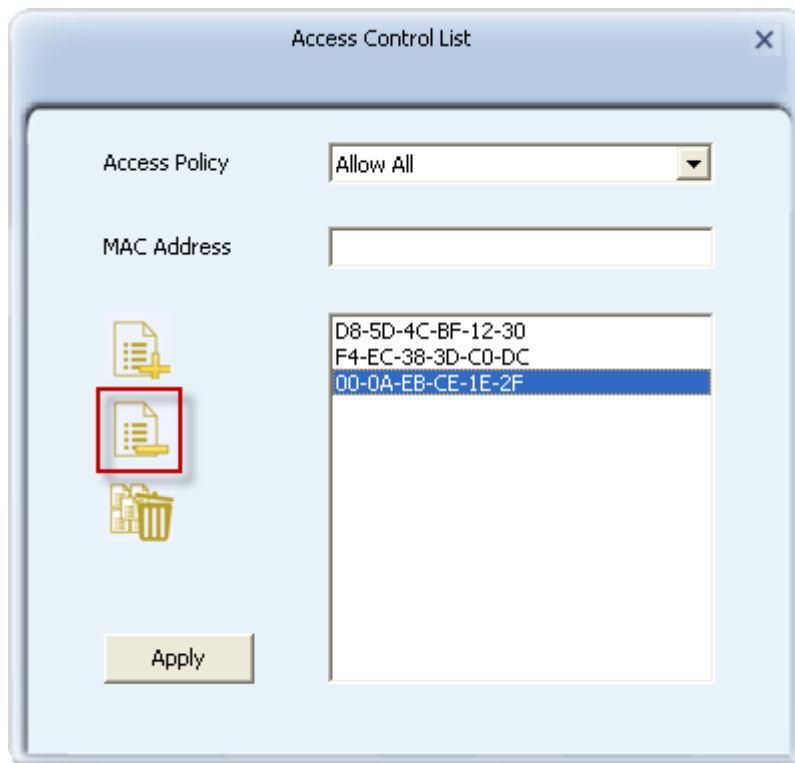 Access Control List
Access Policy
Allow All
MAC Address
D8-5D-4C-BF-12-30
F4-EC-38-3D-C0-DC
00-0A-EB-CE-1E-2F
Apply